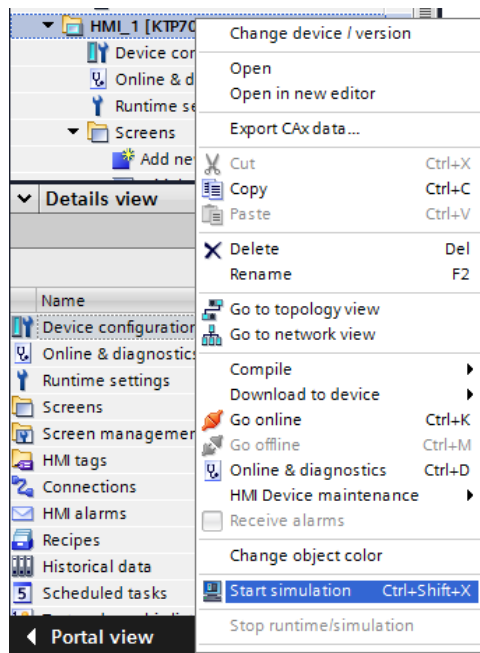 HMI_1 [KTP70
Device cor
Online & d
Runtime se
Screens
Add ne
Details view
Name
Device configuration
Online & diagnostics
Runtime settings
Screens
Screen managemer
HMI tags
Connections
HMI alarms
Recipes
Historical data
Scheduled tasks
Portal view
Change device / version
Open
Open in new editor
Export CAx data...
Cut Ctrl+X
Copy Ctrl+C
Paste Ctrl+V
Delete Del
Rename F2
Go to topology view
Go to network view
Compile
Download to device
Go online Ctrl+K
Go offline Ctrl+M
Online & diagnostics Ctrl+D
HMI Device maintenance
Receive alarms
Change object color
Start simulation Ctrl+Shift+X
Stop runtime/simulation